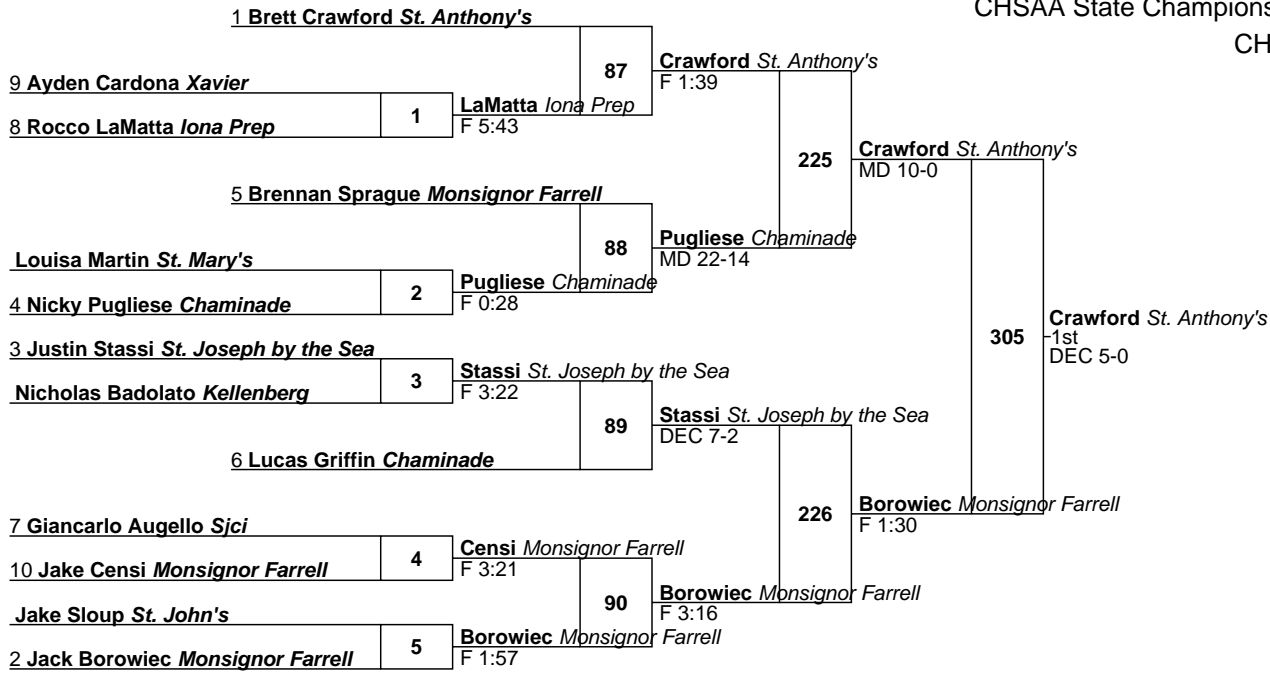 CHSAA State Champions
CH
1 Brett Crawford St. Anthony's
87
Crawford St. Anthony's
F 1:39
9 Ayden Cardona Xavier
1
LaMatta Iona Prep
F 5:43
8 Rocco LaMatta Iona Prep
225
Crawford St. Anthony's
MD 10-0
5 Brennan Sprague Monsignor Farrell
88
Pugliese Chaminade
MD 22-14
Louisa Martin St. Mary's
2
Pugliese Chaminade
F 0:28
4 Nicky Pugliese Chaminade
305
Crawford St. Anthony's
1st
DEC 5-0
3 Justin Stassi St. Joseph by the Sea
3
Stassi St. Joseph by the Sea
F 3:22
Nicholas Badolato Kellenberg
89
Stassi St. Joseph by the Sea
DEC 7-2
6 Lucas Griffin Chaminade
226
Borowiec Monsignor Farrell
F 1:30
7 Giancarlo Augello Sjci
4
Censi Monsignor Farrell
F 3:21
10 Jake Censi Monsignor Farrell
90
Borowiec Monsignor Farrell
F 3:16
Jake Sloup St. John's
5
Borowiec Monsignor Farrell
F 1:57
2 Jack Borowiec Monsignor Farrell